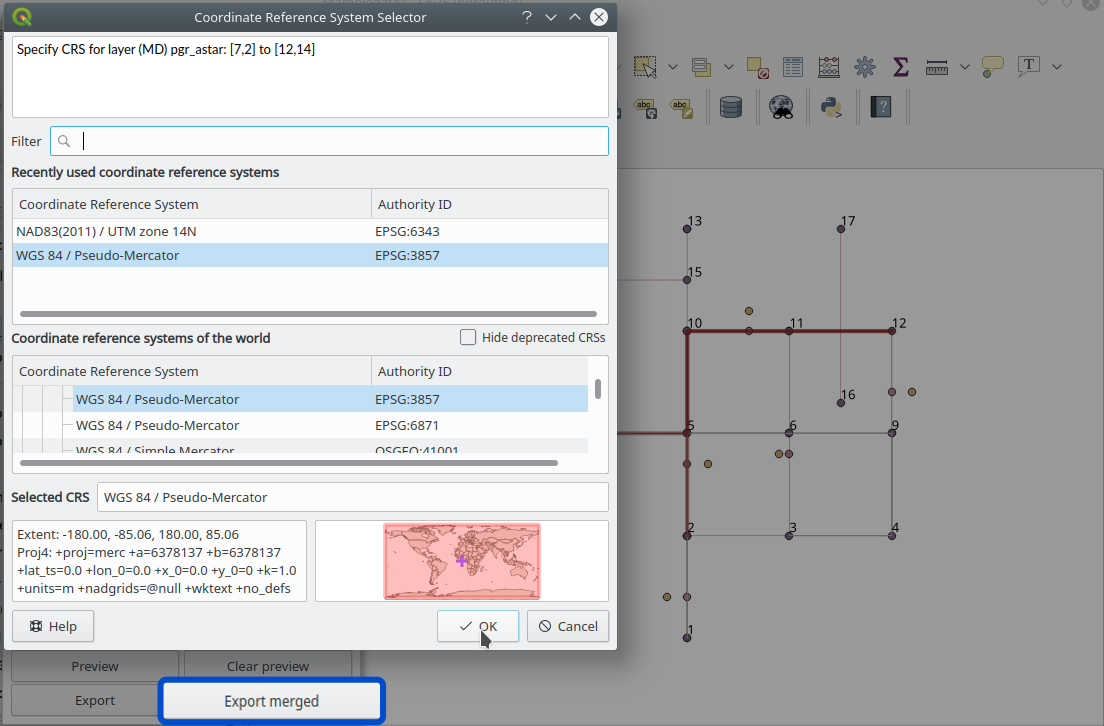 Coordinate Reference System Selector
?
Specify CRS for layer (MD) pgr_astar: [7,2] to [12,14]
Filter
Recently used coordinate reference systems
Coordinate Reference System Authority ID
NAD83(2011) / UTM zone 14N EPSG:6343
WGS 84 / Pseudo-Mercator EPSG:3857
Coordinate reference systems of the world
Hide deprecated CRSs
Coordinate Reference System Authority ID
WGS 84 / Pseudo-Mercator EPSG:3857
WGS 84 / Pseudo-Mercator EPSG:6871
WGS 84 / Simple Mercator OSGEO:41001
Selected CRS WGS 84 / Pseudo-Mercator
Extent: -180.00, -85.06, 180.00, 85.06
Proj4: +proj=merc +a=6378137 +b=6378137
+lat_ts=0.0 +lon_0=0.0 +x_0=0.0 +y_0=0 +k=1.0
+units=m +nadgrids=@null +wktext +no_defs
Help
OK
Cancel
Preview
Clear preview
Export
Export merged
T
abc
abc
?
13
17
15
10
11
12
16
5
6
9
2
3
4
1